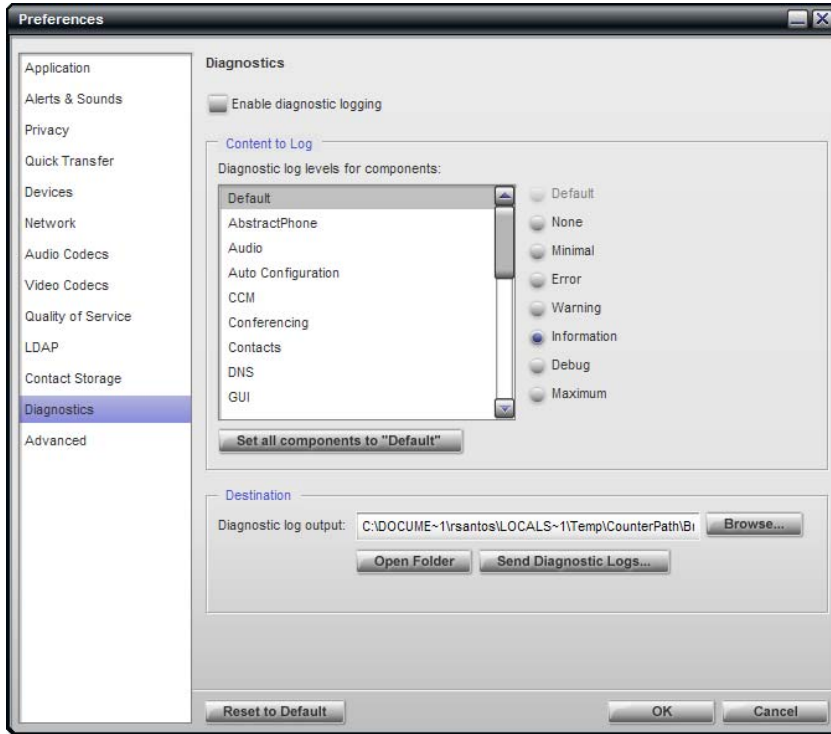 Preferences
Application
Alerts & Sounds
Privacy
Quick Transfer
Devices
Network
Audio Codecs
Video Codecs
Quality of Service
LDAP
Contact Storage
Diagnostics
Advanced
Diagnostics
Enable diagnostic logging
Content to Log
Diagnostic log levels for components:
Default
AbstractPhone
Audio
Auto Configuration
CCM
Conferencing
Contacts
DNS
GUI
Default
None
Minimal
Error
Warning
Information
Debug
Maximum
Set all components to "Default"
Destination
Diagnostic log output: C:\DOCUME~1\rsantos\LOCALS~1\Temp\CounterPath\Br Browse...
Open Folder Send Diagnostic Logs...
Reset to Default OK Cancel